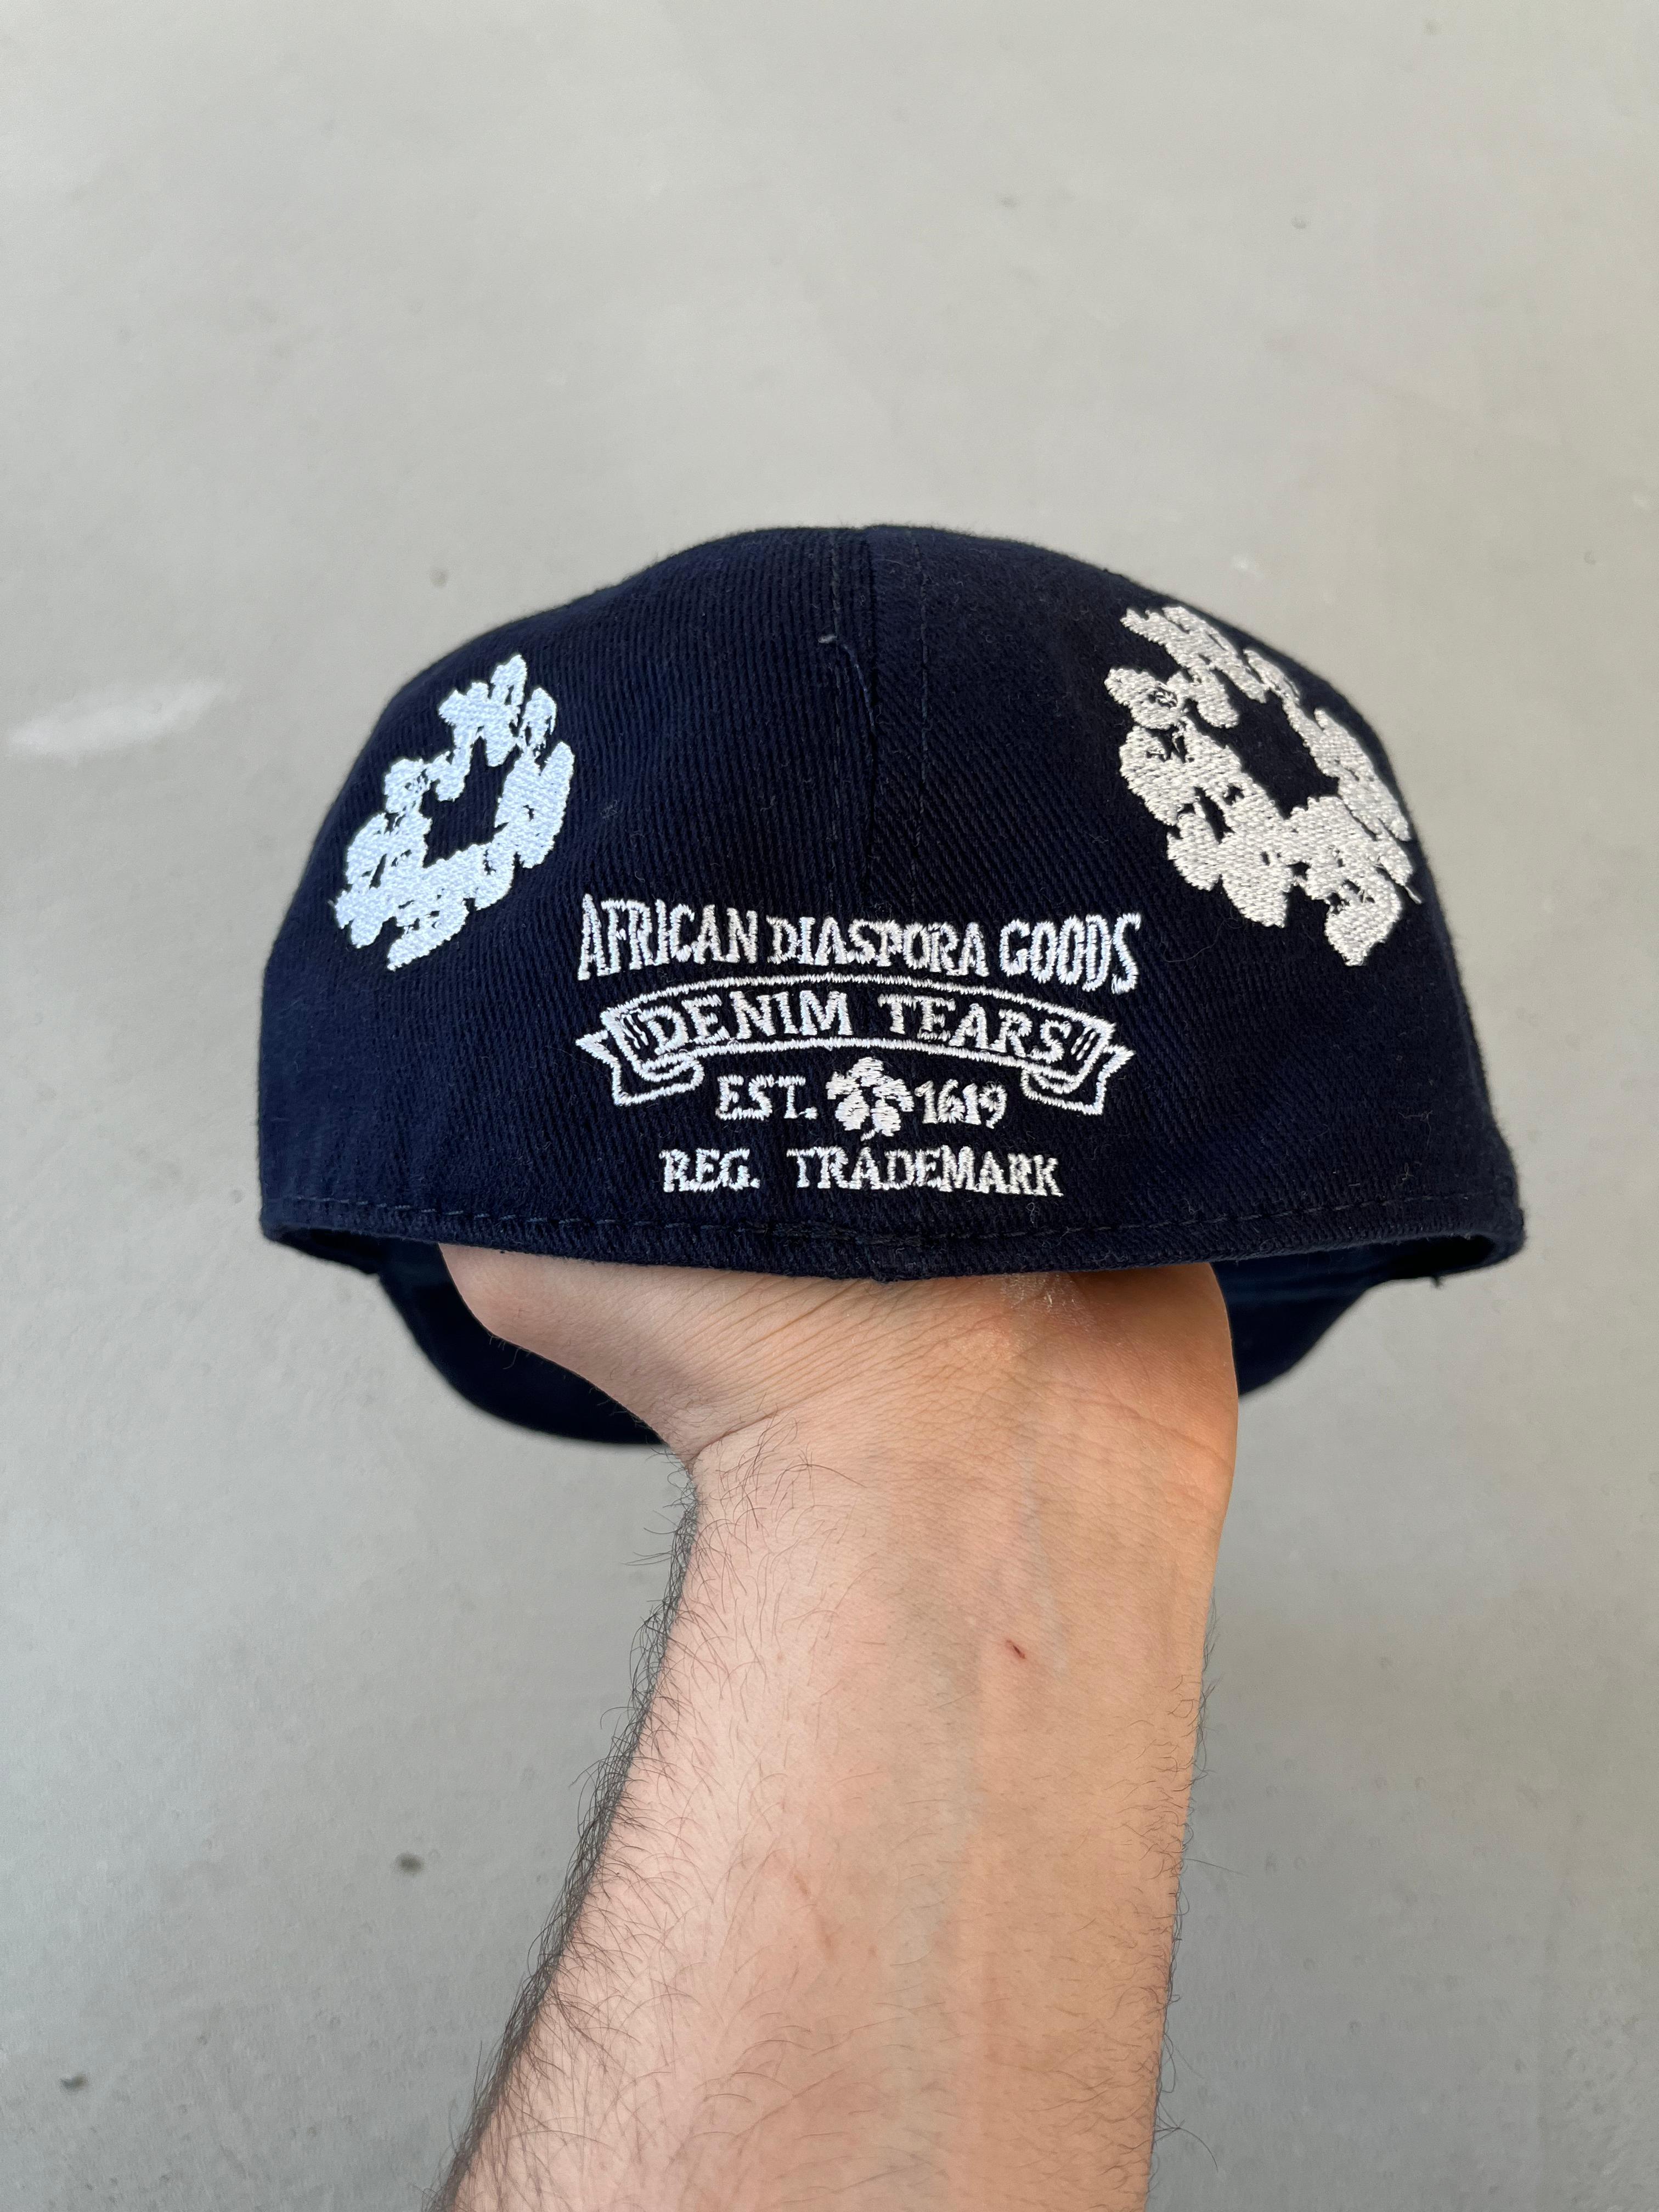 AFRICAN DIASPORA GOODS
"DENIM TEARS"
EST. 1619
REG. TRADEMARK